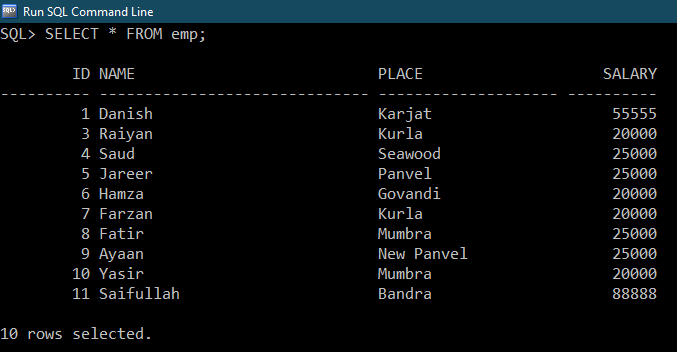 Run SQL Command Line
SQL> SELECT * FROM emp;
        ID NAME                           PLACE                    SALARY
---------- ------------------------------ -------------------- ----------
         1 Danish                         Karjat                    55555
         3 Raiyan                         Kurla                     20000
         4 Saud                           Seawood                   25000
         5 Jareer                         Panvel                    25000
         6 Hamza                          Govandi                   20000
         7 Farzan                         Kurla                     20000
         8 Fatir                          Mumbra                    25000
         9 Ayaan                          New Panvel                25000
        10 Yasir                          Mumbra                    20000
        11 Saifullah                      Bandra                    88888
10 rows selected.